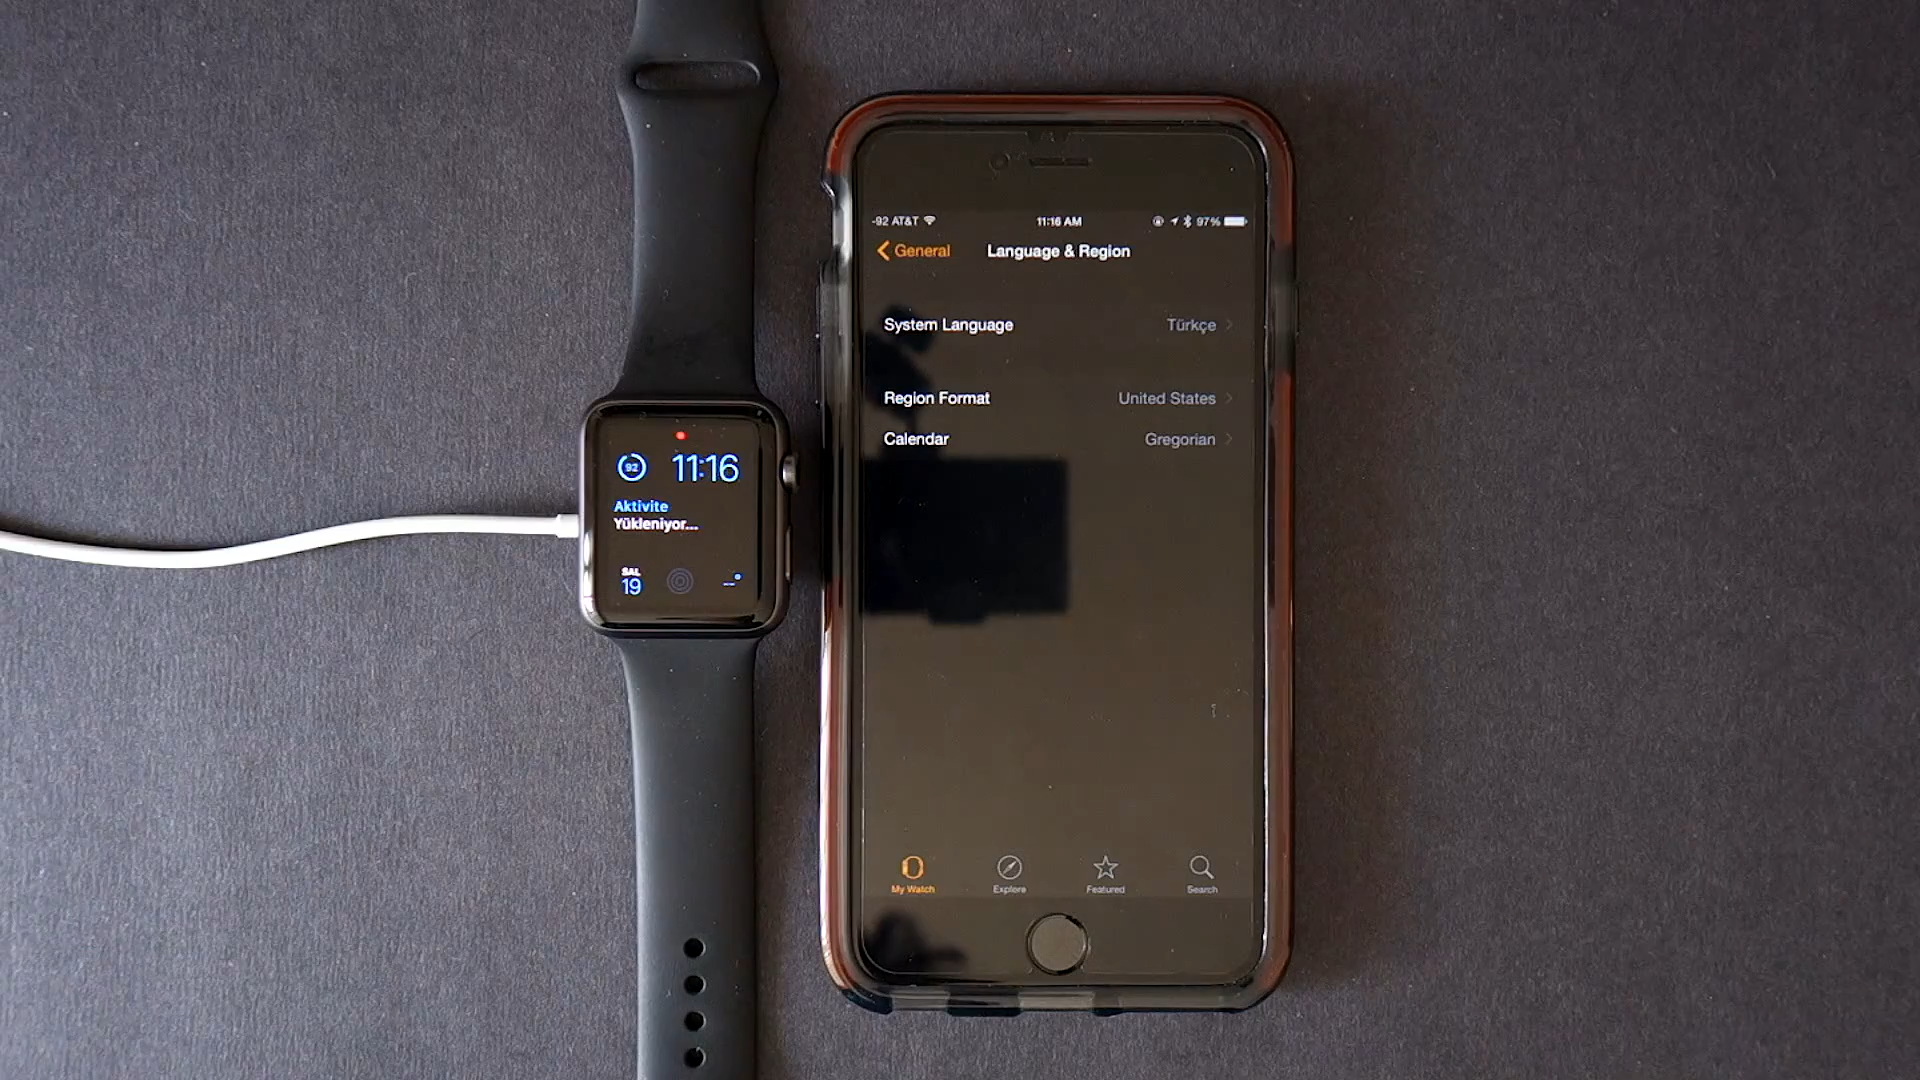 92
11:16
Aktivite
Yükleniyor...
SAL
19
--°
-92 AT&T
11:16 AM
97%
General
Language & Region
System Language
Türkçe
Region Format
United States
Calendar
Gregorian
My Watch
Explore
Featured
Search